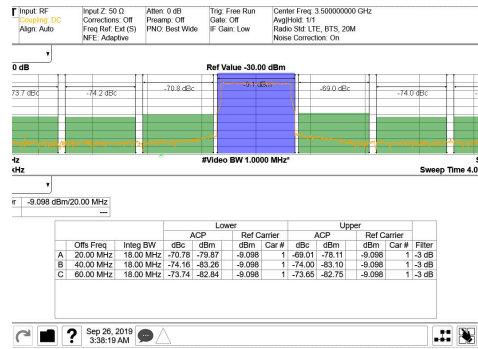 Input: RF Input Z: 50 Ω Atten: 0 dB Trig: Free Run Center Freq: 3.500000000 GHz
Coupling: DC Corrections: Off Preamp: Off Gate: Off Avg|Hold: 1/1
Align: Auto Freq Ref: Ext (S) PNO: Best Wide IF Gain: Low Radio Std: LTE, BTS, 20M
NFE: Adaptive Noise Correction: On
0 dB Ref Value -30.00 dBm
73.7 dBc -74.2 dBc -70.8 dBc -9.1 dBm -69.0 dBc -74.0 dBc
Hz #Video BW 1.0000 MHz*
kHz Sweep Time 4.0
-9.098 dBm/20.00 MHz
---
Lower Upper
ACP Ref Carrier ACP Ref Carrier
Offs Freq Integ BW dBc dBm dBm Car # dBc dBm dBm Car # Filter
A 20.00 MHz 18.00 MHz -70.78 -79.87 -9.098 1 -69.01 -78.11 -9.098 1 -3 dB
B 40.00 MHz 18.00 MHz -74.16 -83.26 -9.098 1 -74.00 -83.10 -9.098 1 -3 dB
C 60.00 MHz 18.00 MHz -73.74 -82.84 -9.098 1 -73.65 -82.75 -9.098 1 -3 dB
? Sep 26, 2019
3:38:19 AM